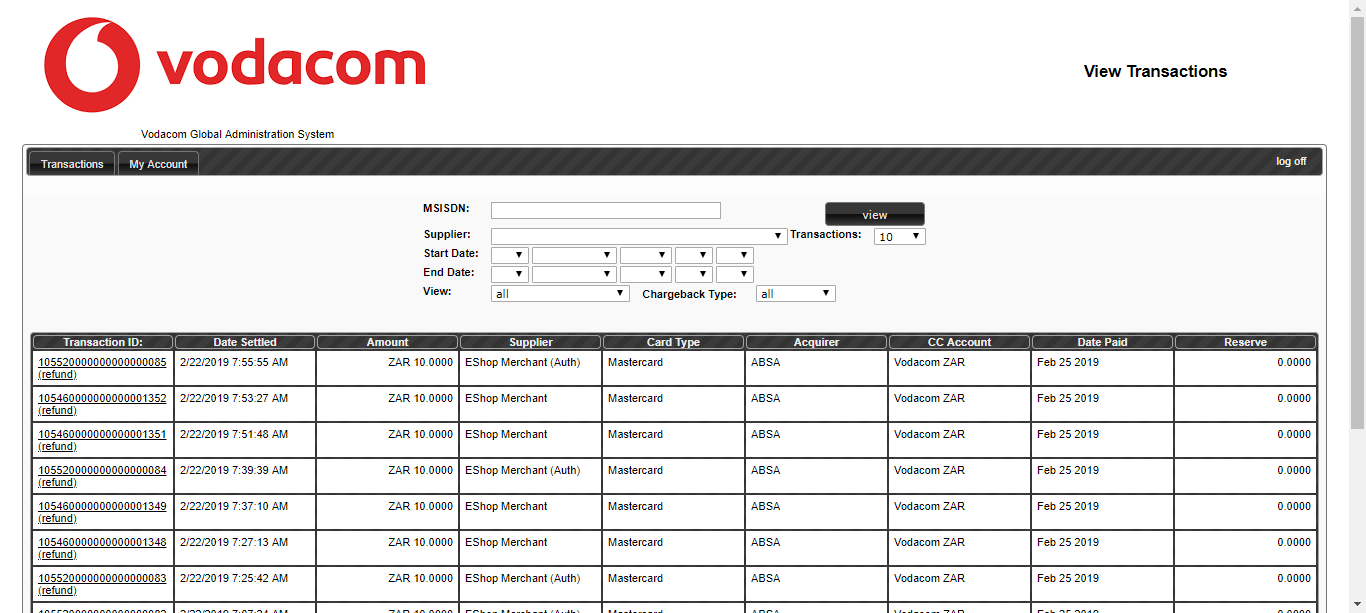 vodacom
View Transactions
Vodacom Global Administration System
Transactions My Account log off
MSISDN: view
Supplier: Transactions: 10
Start Date:
End Date:
View: all Chargeback Type: all
Transaction ID: Date Settled Amount Supplier Card Type Acquirer CC Account Date Paid Reserve
105520000000000000085 2/22/2019 7:55:55 AM ZAR 10.0000 EShop Merchant (Auth) Mastercard ABSA Vodacom ZAR Feb 25 2019 0.0000
(refund)
105460000000000001352 2/22/2019 7:53:27 AM ZAR 10.0000 EShop Merchant Mastercard ABSA Vodacom ZAR Feb 25 2019 0.0000
(refund)
105460000000000001351 2/22/2019 7:51:48 AM ZAR 10.0000 EShop Merchant Mastercard ABSA Vodacom ZAR Feb 25 2019 0.0000
(refund)
105520000000000000084 2/22/2019 7:39:39 AM ZAR 10.0000 EShop Merchant (Auth) Mastercard ABSA Vodacom ZAR Feb 25 2019 0.0000
(refund)
105460000000000001349 2/22/2019 7:37:10 AM ZAR 10.0000 EShop Merchant Mastercard ABSA Vodacom ZAR Feb 25 2019 0.0000
(refund)
105460000000000001348 2/22/2019 7:27:13 AM ZAR 10.0000 EShop Merchant Mastercard ABSA Vodacom ZAR Feb 25 2019 0.0000
(refund)
105520000000000000083 2/22/2019 7:25:42 AM ZAR 10.0000 EShop Merchant (Auth) Mastercard ABSA Vodacom ZAR Feb 25 2019 0.0000
(refund)